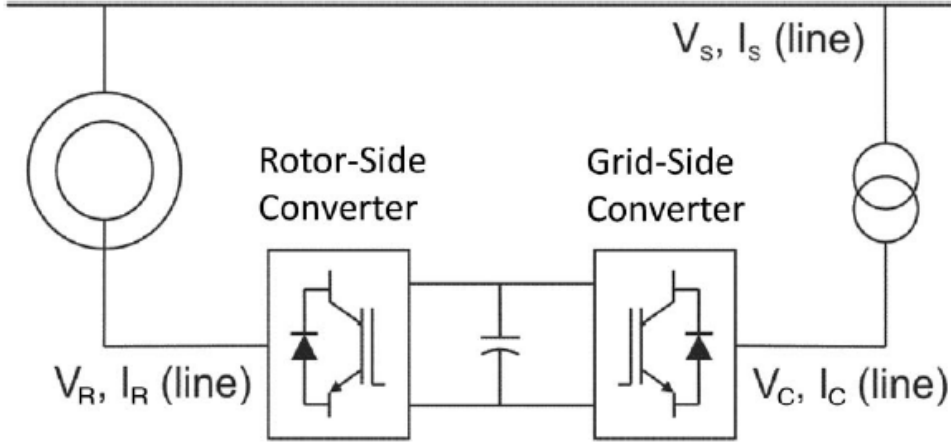 V_S, I_S (line)
Rotor-Side
Converter
Grid-Side
Converter
V_R, I_R (line)
V_C, I_C (line)